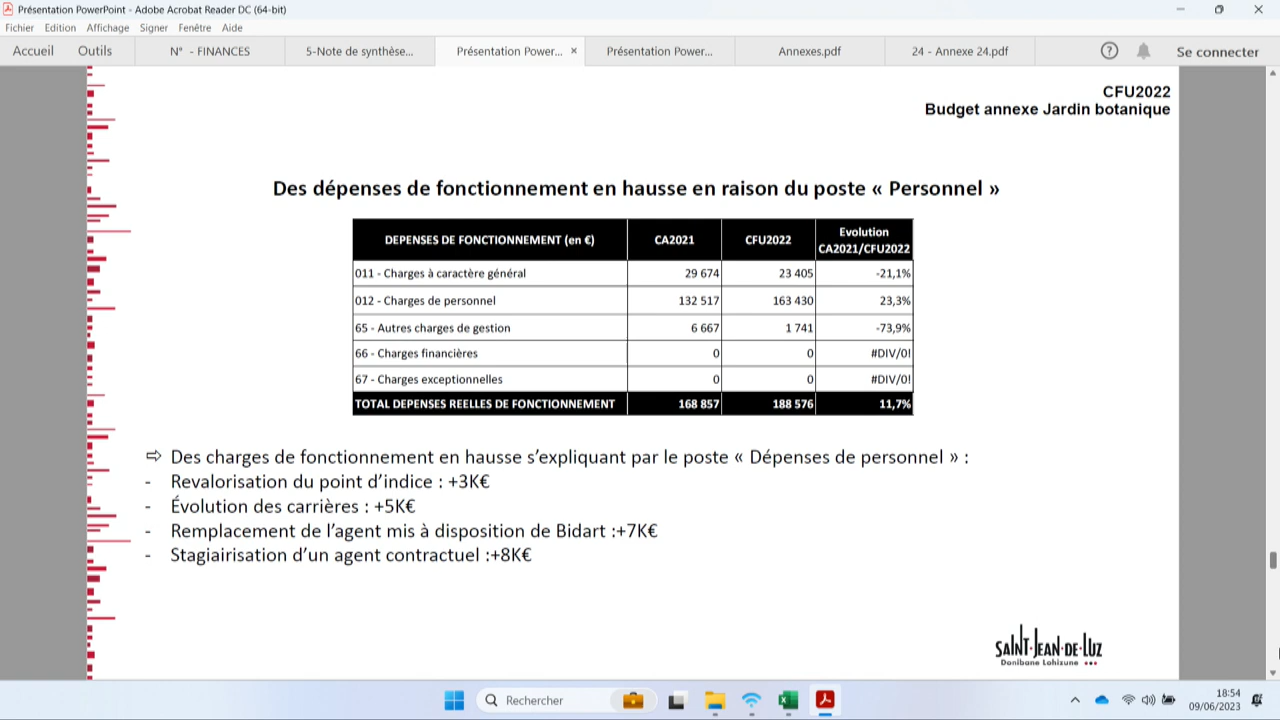 Présentation PowerPoint - Adobe Acrobat Reader DC (64-bit)
Fichier Edition Affichage Signer Fenêtre Aide
Accueil Outils N° - FINANCES 5-Note de synthèse... Présentation Power... × Présentation Power... Annexes.pdf 24 - Annexe 24.pdf ? Se connecter
CFU2022
Budget annexe Jardin botanique
Des dépenses de fonctionnement en hausse en raison du poste « Personnel »
DEPENSES DE FONCTIONNEMENT (en €) CA2021 CFU2022 Evolution CA2021/CFU2022
011 - Charges à caractère général 29 674 23 405 -21,1%
012 - Charges de personnel 132 517 163 430 23,3%
65 - Autres charges de gestion 6 667 1 741 -73,9%
66 - Charges financières 0 0 #DIV/0!
67 - Charges exceptionnelles 0 0 #DIV/0!
TOTAL DEPENSES REELLES DE FONCTIONNEMENT 168 857 188 576 11,7%
⇨ Des charges de fonctionnement en hausse s'expliquant par le poste « Dépenses de personnel » :
- Revalorisation du point d'indice : +3K€
- Évolution des carrières : +5K€
- Remplacement de l'agent mis à disposition de Bidart :+7K€
- Stagiairisation d'un agent contractuel :+8K€
SAINT·JEAN·DE·LUZ
Donibane Lohizune
Rechercher
18:54
09/06/2023